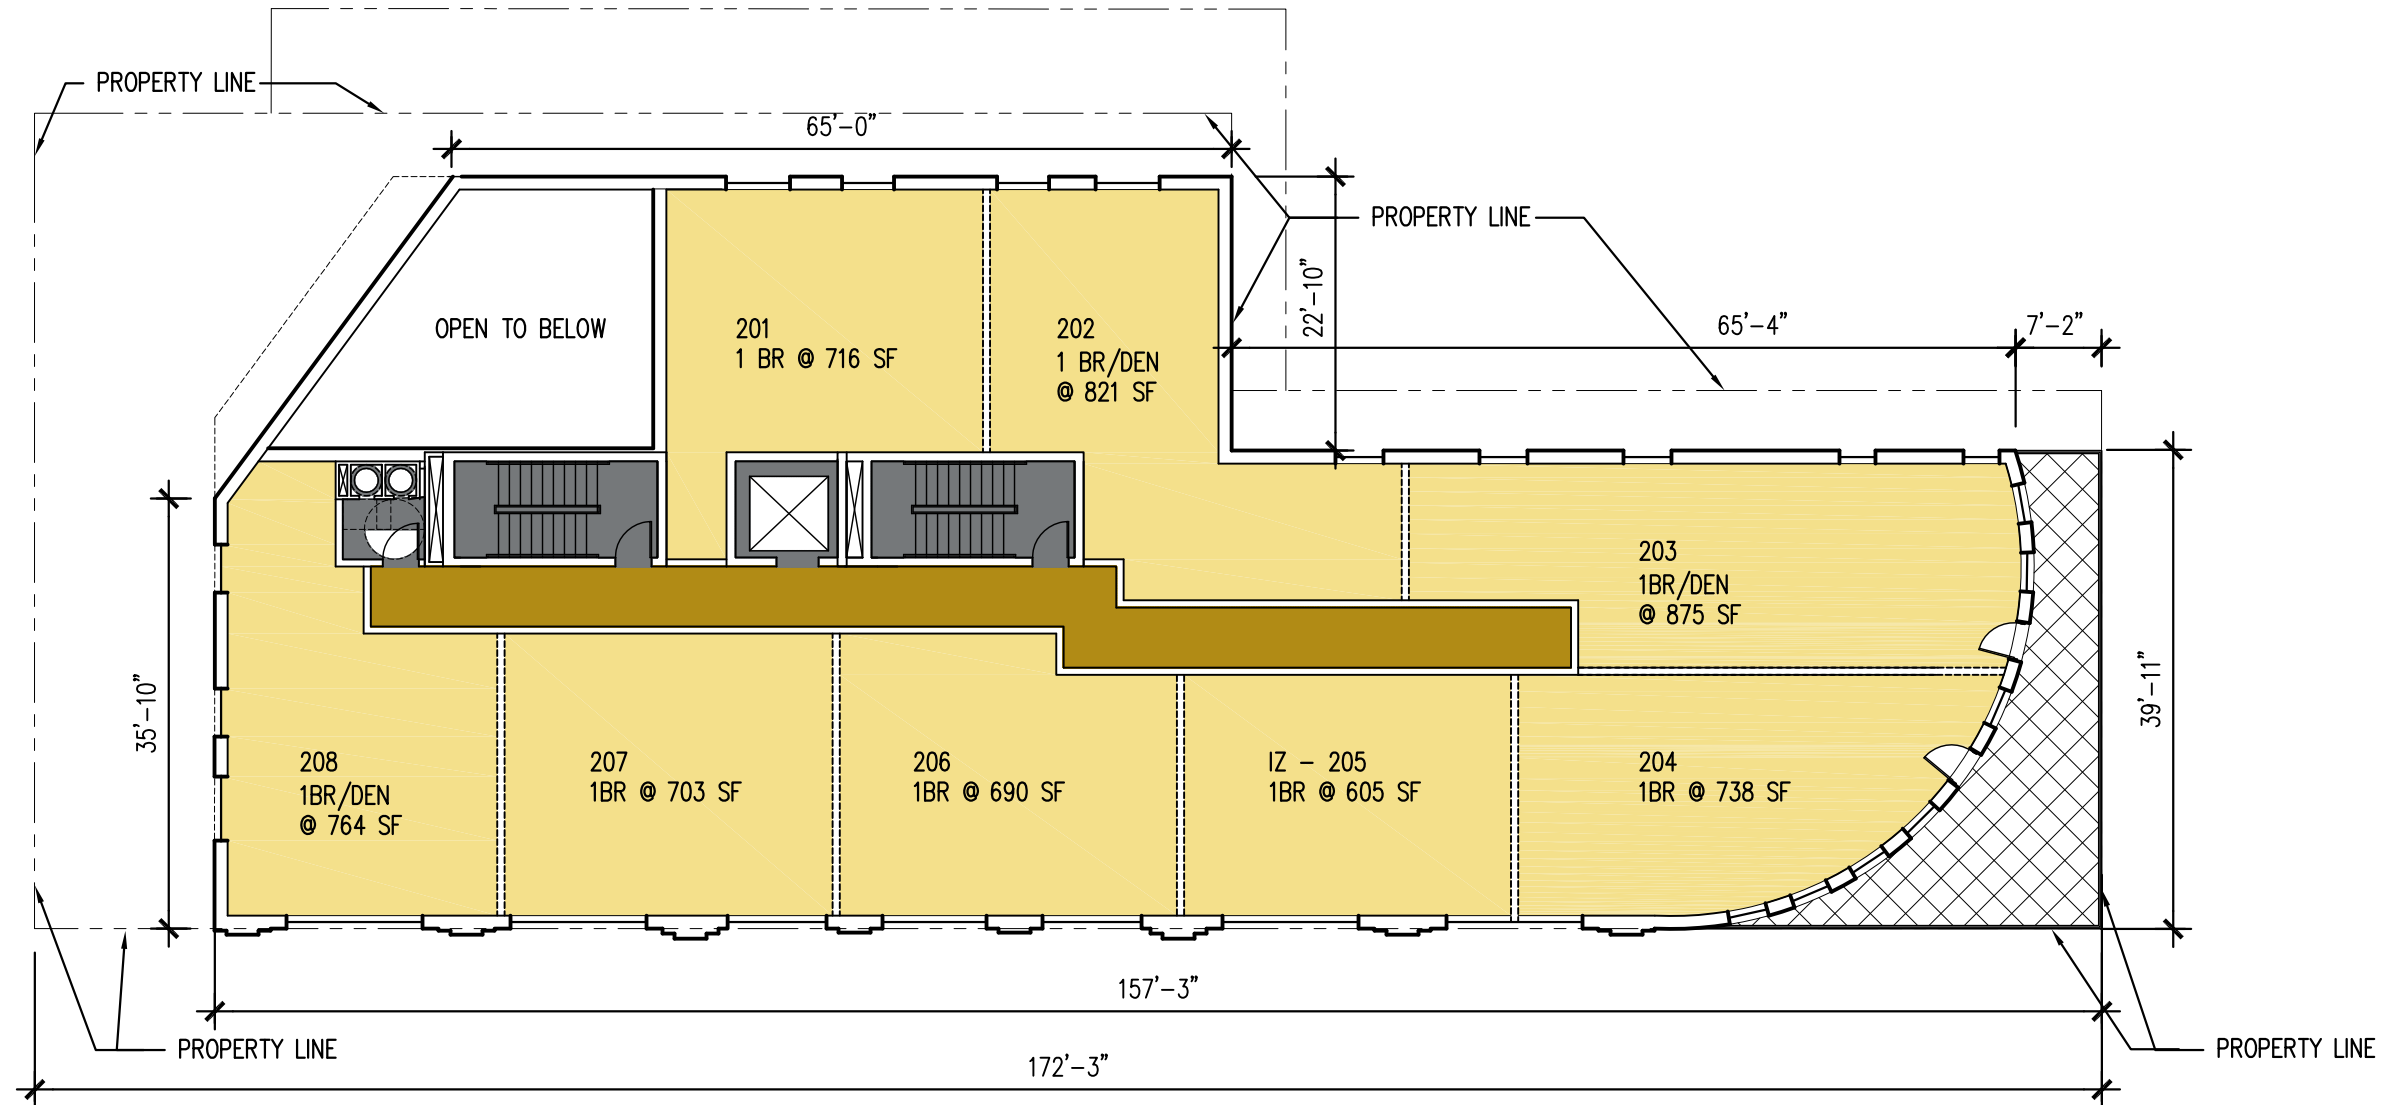 PROPERTY LINE
65'-0"
PROPERTY LINE
22'-10"
65'-4"
7'-2"
OPEN TO BELOW
201
1 BR @ 716 SF
202
1 BR/DEN
@ 821 SF
203
1BR/DEN
@ 875 SF
35'-10"
39'-11"
208
1BR/DEN
@ 764 SF
207
1BR @ 703 SF
206
1BR @ 690 SF
IZ - 205
1BR @ 605 SF
204
1BR @ 738 SF
157'-3"
PROPERTY LINE
PROPERTY LINE
172'-3"